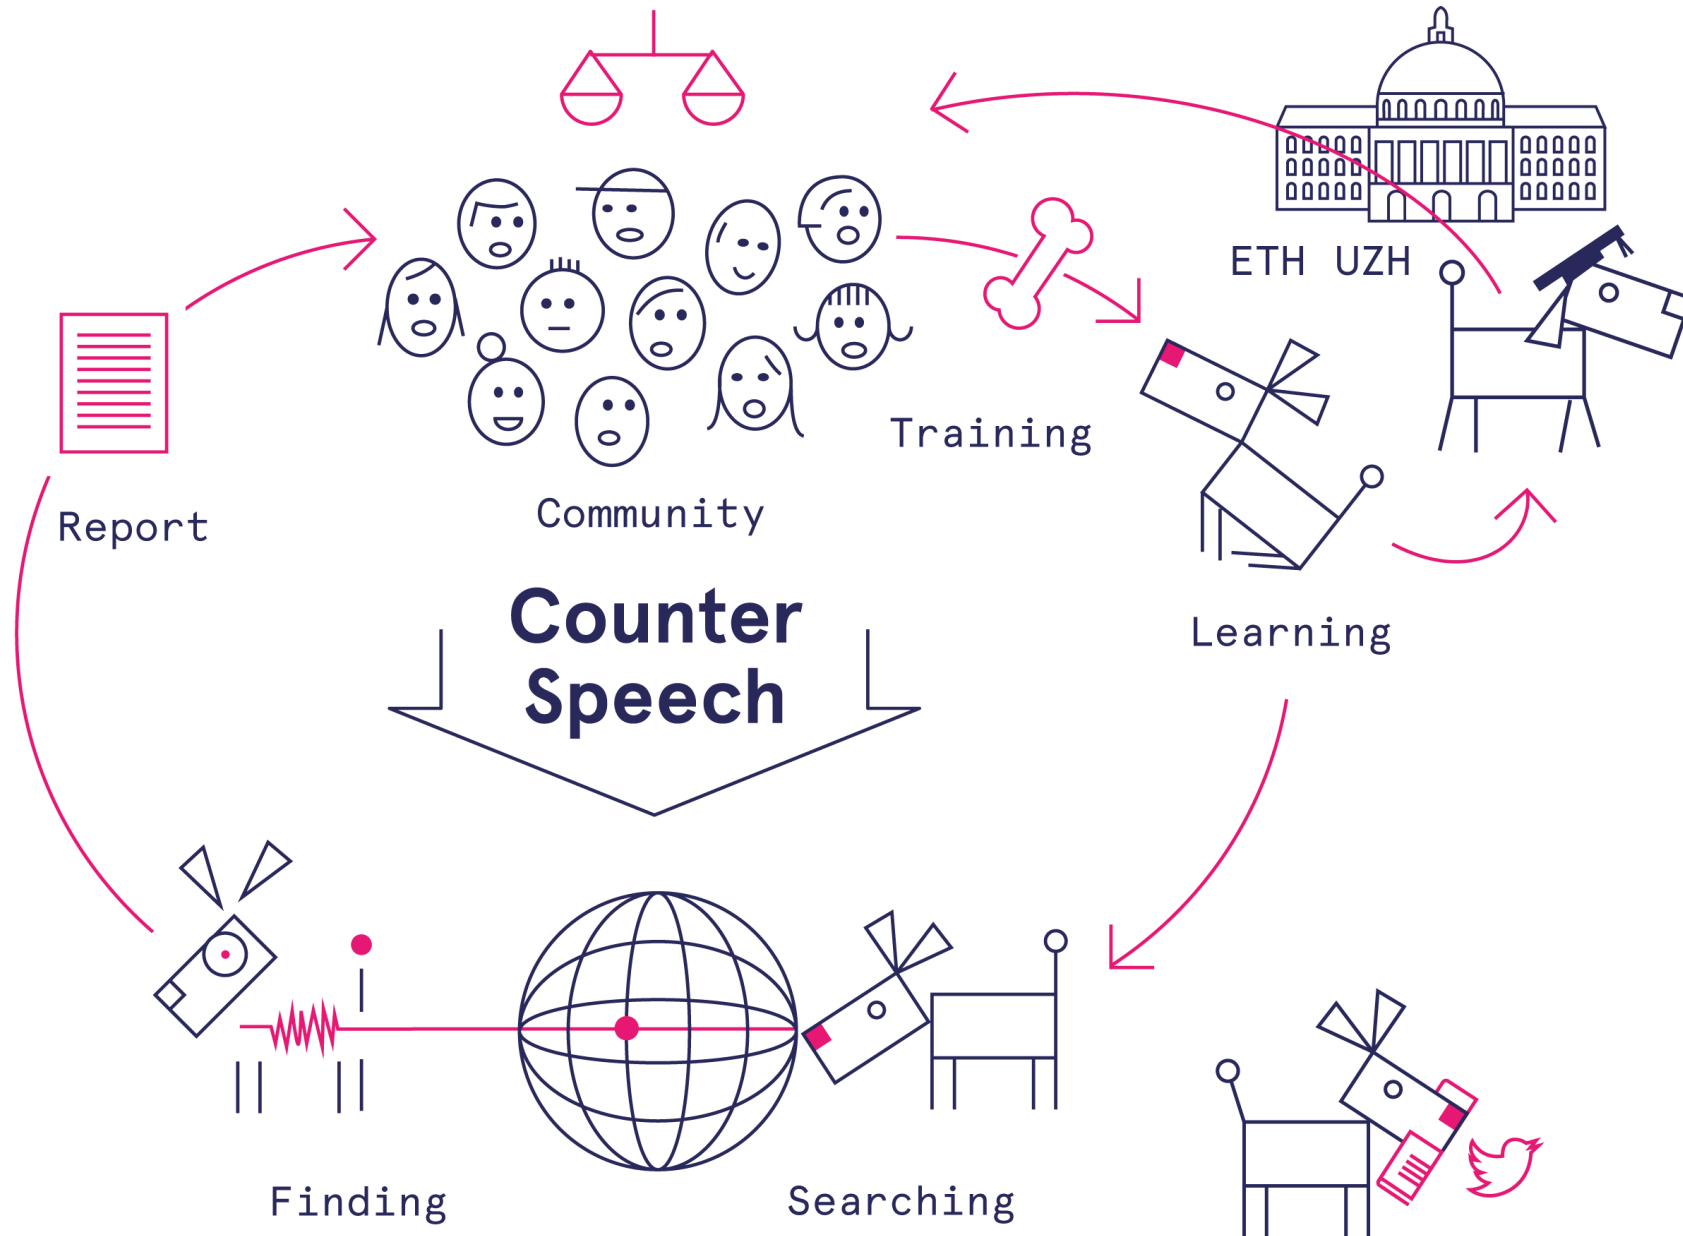 ETH UZH
Training
Report
Community
Counter
Speech
Learning
Finding
Searching